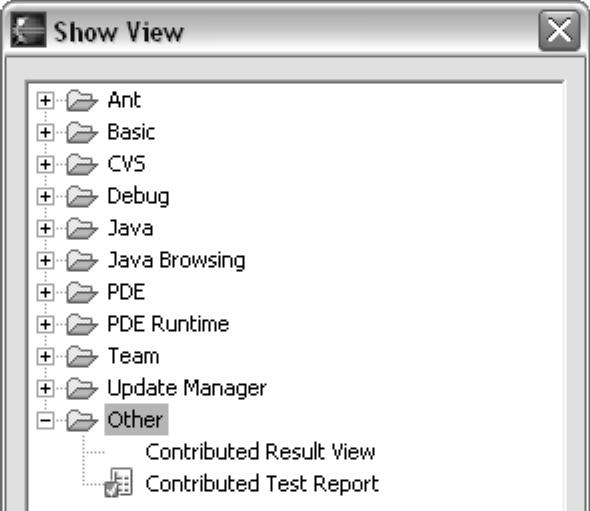 Show View
Ant
Basic
CVS
Debug
Java
Java Browsing
PDE
PDE Runtime
Team
Update Manager
Other
Contributed Result View
Contributed Test Report